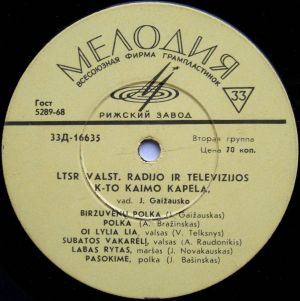 МЕЛОДИЯ
ВСЕСОЮЗНАЯ ФИРМА ГРАМПЛАСТИНОК
33
Гост
5289-68
РИЖСКИЙ ЗАВОД
33Д-16635
Вторая группа
Цена 70 коп.
LTSR VALST. RADIJO IR TELEVIZIJOS
K-TO KAIMO KAPELA,
vad. J. Gaižausko
BIRŽUVĖNŲ POLKA (J. Gaižauskas)
POLKA (A. Bražinskas)
OI LYLIA LIA, valsas (V. Telksnys)
SUBATOS VAKARĖLĮ, valsas (A. Raudonikis)
LABAS RYTAS, maršas (J. Novakauskas)
PAŠOKIME, polka (J. Bašinskas)